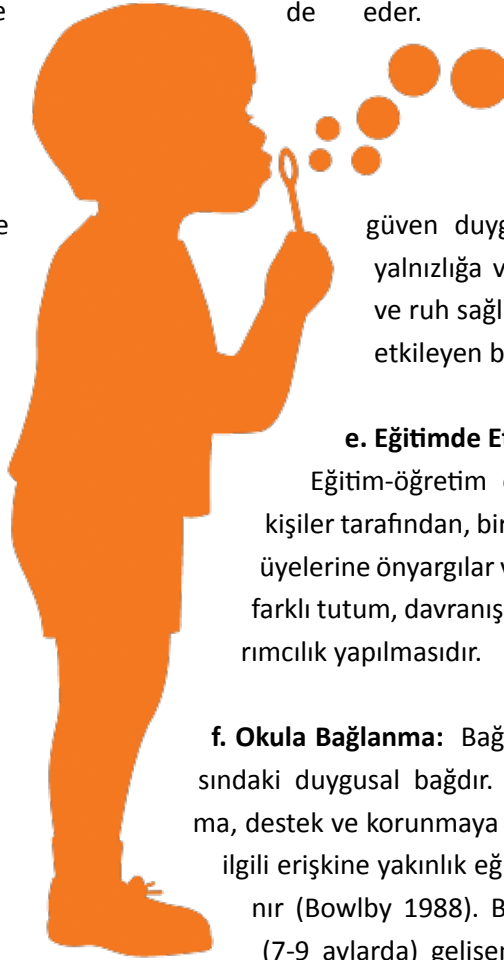 e
de eder.
e
güven duyg
yalnızlığa v
ve ruh sağl
etkileyen b
e. Eğitimde E
Eğitim-öğretim
kişiler tarafından, bir
üyelerine önyargılar v
farklı tutum, davranış
rımcılık yapılmasıdır.
f. Okula Bağlanma: Bağ
sındaki duygusal bağdır.
ma, destek ve korunmaya
ilgili erişkine yakınlık eğ
nır (Bowlby 1988). B
(7-9 aylarda) gelişen